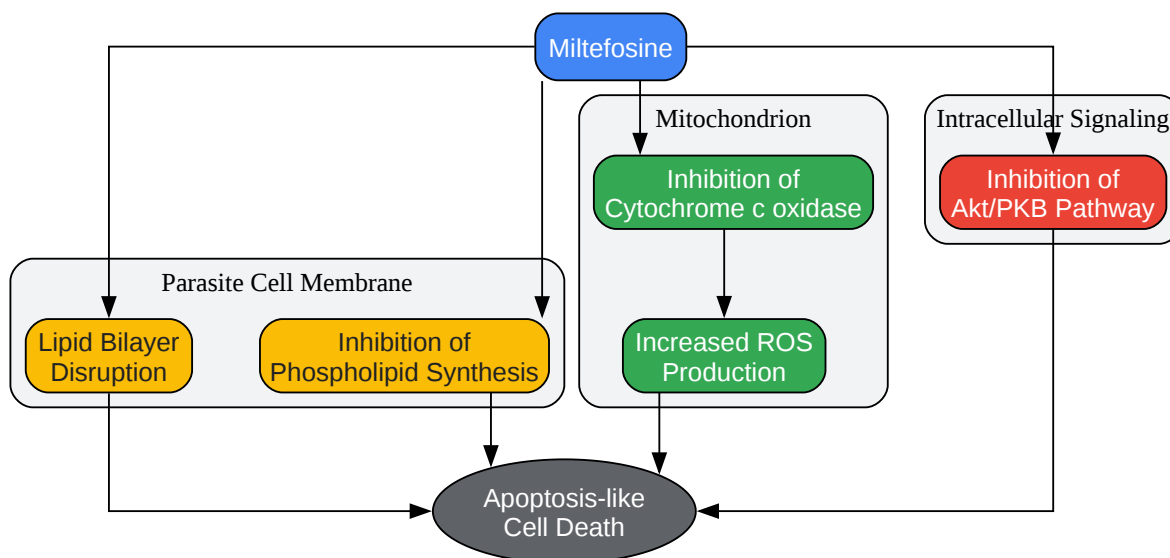 Miltefosine
Mitochondrion
Intracellular Signaling
Inhibition of
Cytochrome c oxidase
Inhibition of
Akt/PKB Pathway
Parasite Cell Membrane
Lipid Bilayer
Disruption
Inhibition of
Phospholipid Synthesis
Increased ROS
Production
Apoptosis-like
Cell Death